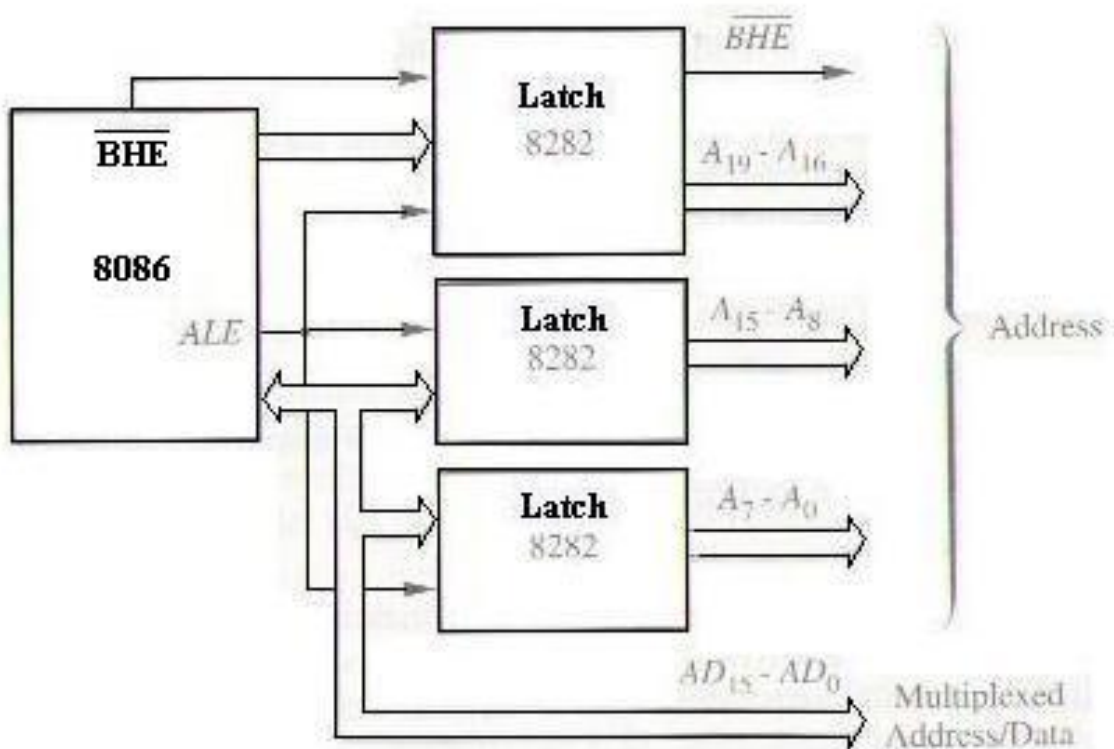 BHE
8086
ALE
Latch
8282
BHE
A19 - A16
Latch
8282
A15 - A8
Latch
8282
A7 - A0
Address
AD15 - AD0
Multiplexed
Address/Data